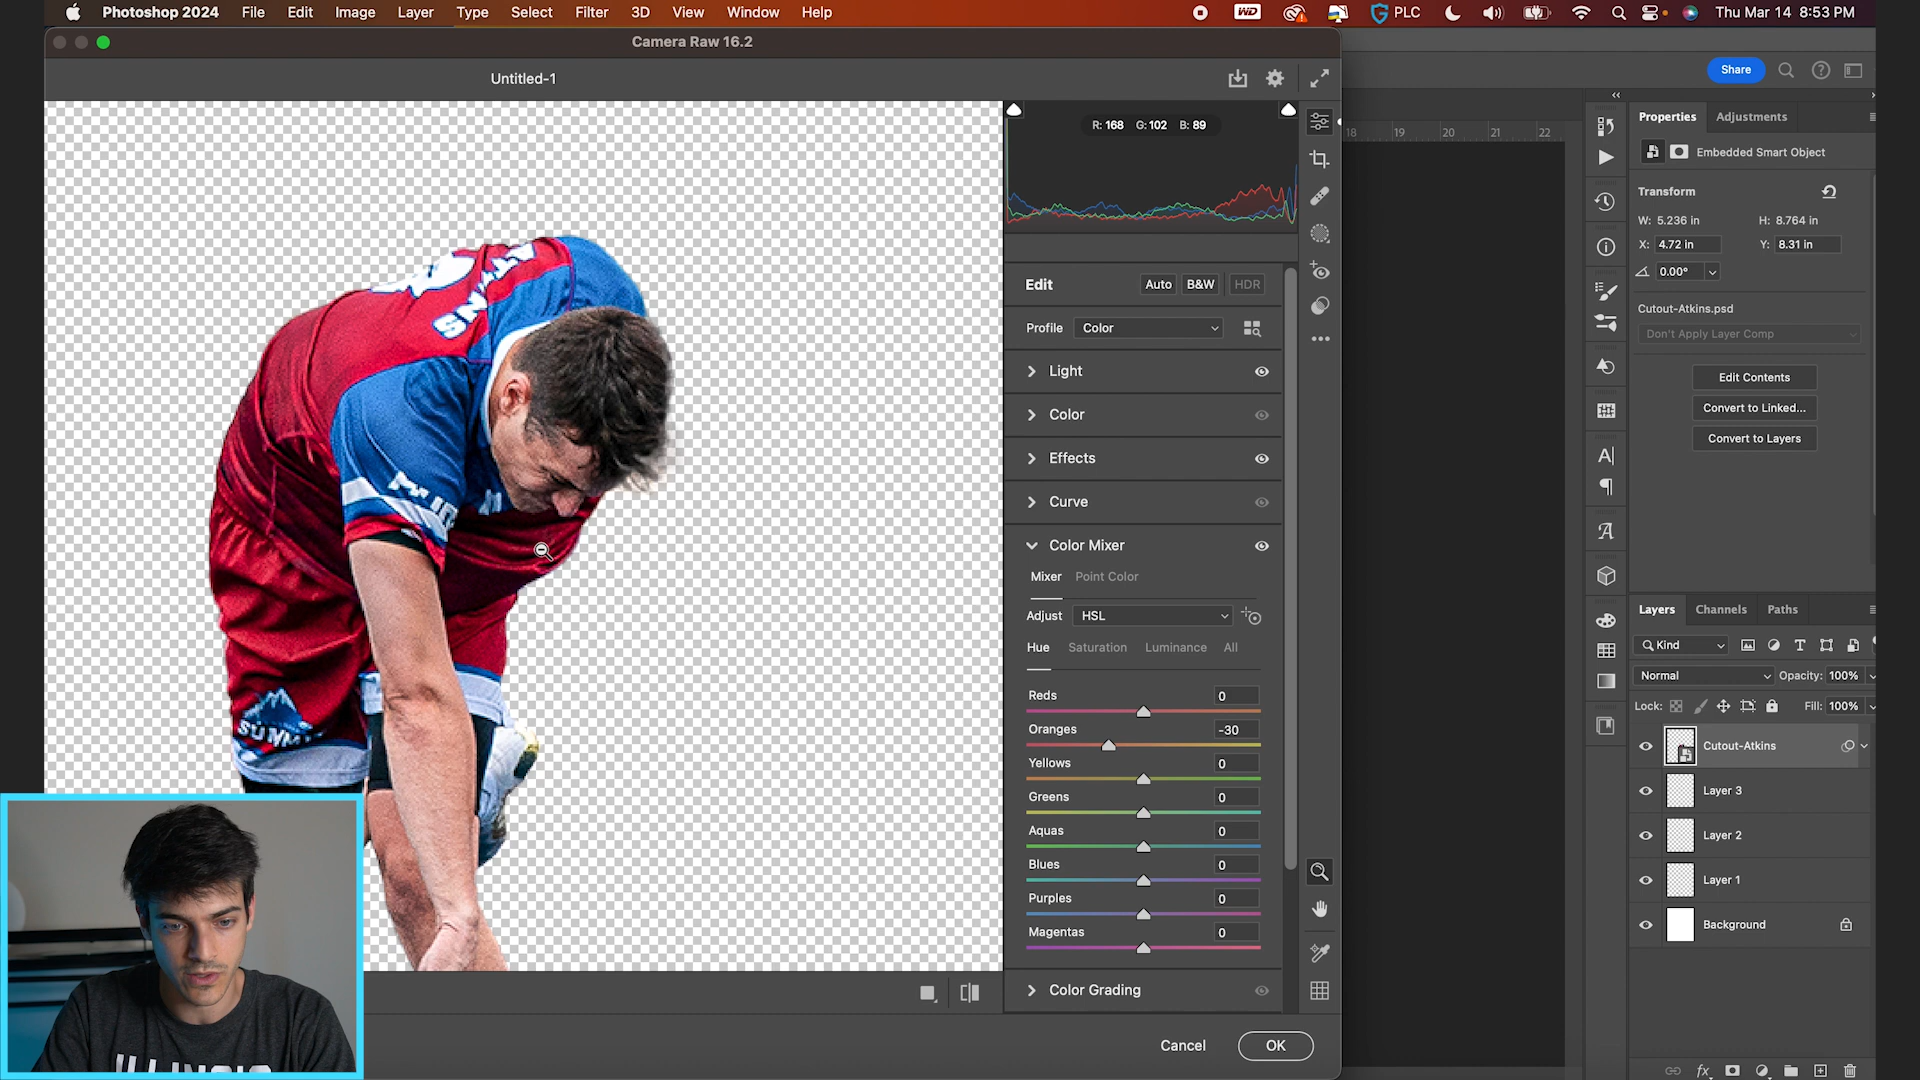 Photoshop 2024 File Edit Image Layer Type Select Filter 3D View Window Help WD PLC Thu Mar 14 8:53 PM
Camera Raw 16.2
Untitled-1
Share
R: 168 G: 102 B: 89
18 19 20 21 22
Edit Auto B&W HDR
Profile Color
Light
Color
Effects
Curve
Color Mixer
Mixer Point Color
Adjust HSL
Hue Saturation Luminance All
Reds 0
Oranges -30
Yellows 0
Greens 0
Aquas 0
Blues 0
Purples 0
Magentas 0
Color Grading
Cancel OK
Properties Adjustments
Embedded Smart Object
Transform
W: 5.236 in H: 8.764 in
X: 4.72 in Y: 8.31 in
0.00°
Cutout-Atkins.psd
Don't Apply Layer Comp
Edit Contents
Convert to Linked...
Convert to Layers
Layers Channels Paths
Kind
Normal Opacity: 100%
Lock: Fill: 100%
Cutout-Atkins
Layer 3
Layer 2
Layer 1
Background
fx
SUMMIT
ILLINOIS